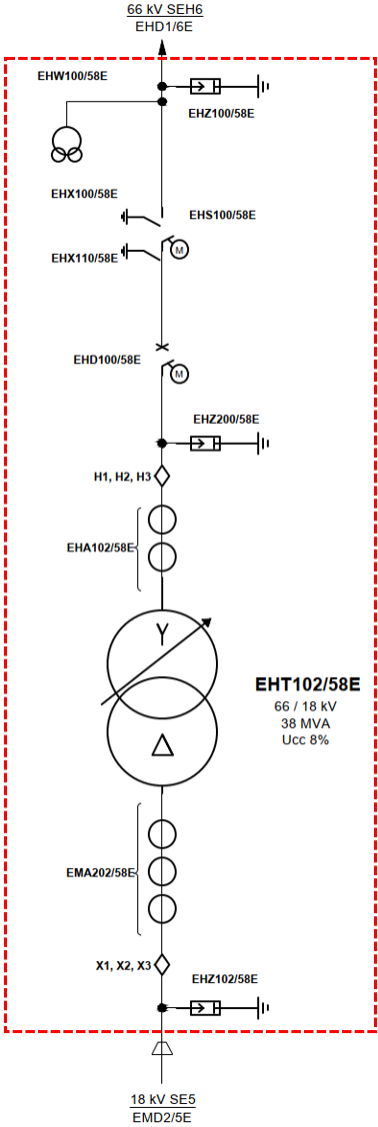 66 kV SEH6
EHD1/6E
EHW100/58E
EHZ100/58E
EHX100/58E
EHS100/58E
EHX110/58E
M
EHD100/58E
M
EHZ200/58E
H1, H2, H3
EHA102/58E
Y
EHT102/58E
66 / 18 kV
38 MVA
Ucc 8%
Δ
EMA202/58E
X1, X2, X3
EHZ102/58E
18 kV SE5
EMD2/5E